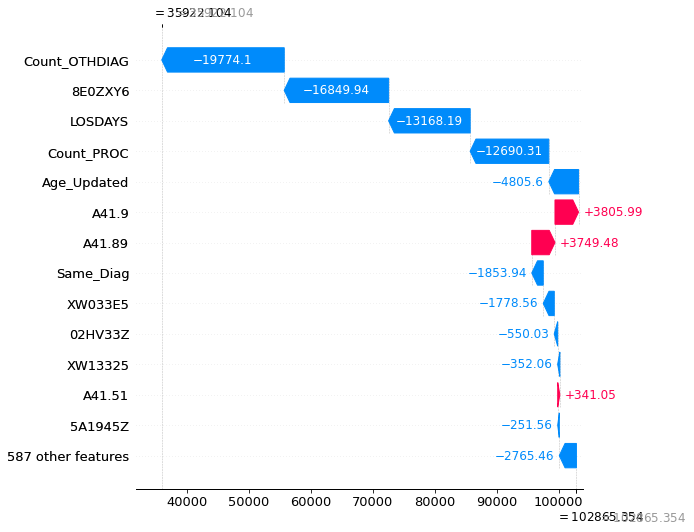 = 35922.104
Count_OTHDIAG −19774.1
8E0ZXY6 −16849.94
LOSDAYS −13168.19
Count_PROC −12690.31
Age_Updated −4805.6
A41.9 +3805.99
A41.89 +3749.48
Same_Diag −1853.94
XW033E5 −1778.56
02HV33Z −550.03
XW13325 −352.06
A41.51 +341.05
5A1945Z −251.56
587 other features −2765.46
40000 50000 60000 70000 80000 90000 100000
= 102865.354 = 102865.354